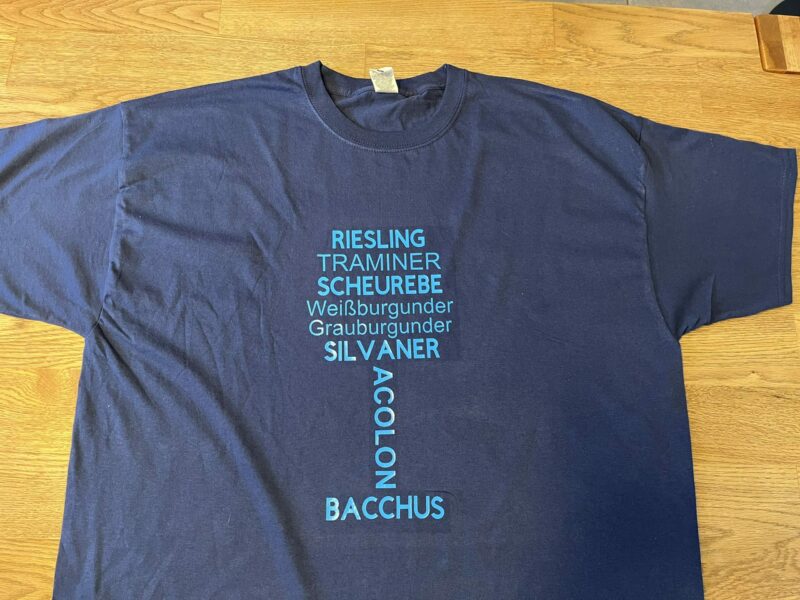 RIESLING
TRAMINER
SCHEUREBE
Weißburgunder
Grauburgunder
SILVANER
ACOLON
BACCHUS